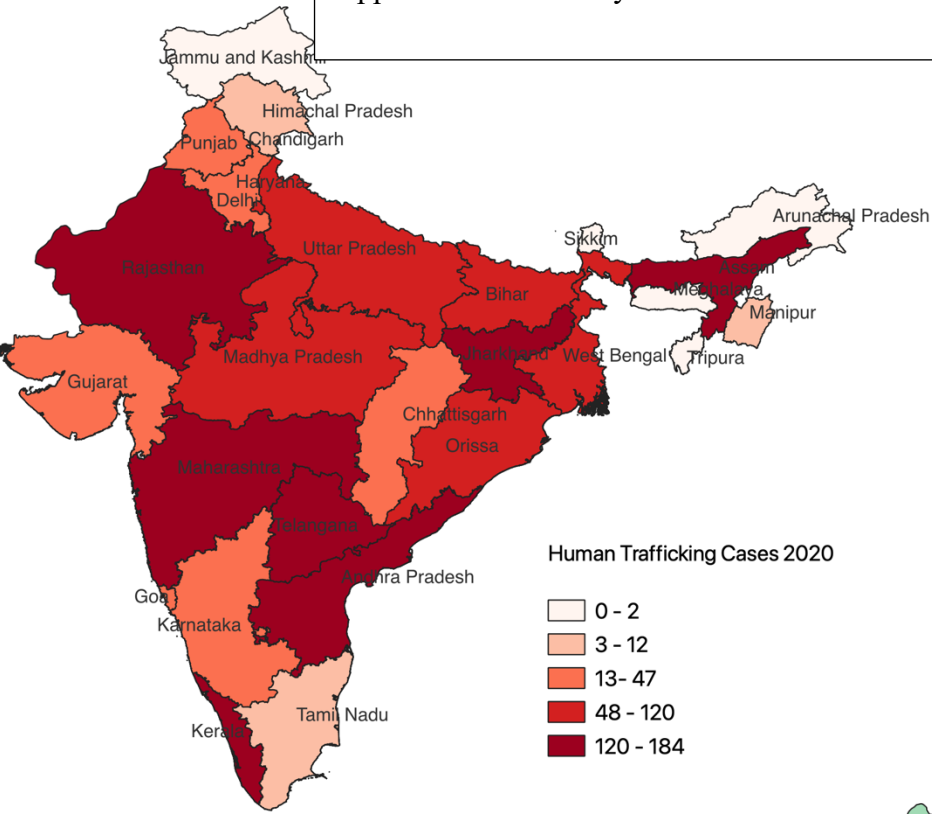 Jammu and Kashmir
Himachal Pradesh
Punjab
Chandigarh
Haryana
Delhi
Arunachal Pradesh
Sikkim
Uttar Pradesh
Rajasthan
Assam
Meghalaya
Bihar
Manipur
Jharkhand
West Bengal
Tripura
Madhya Pradesh
Gujarat
Chhattisgarh
Orissa
Maharashtra
Telangana
Andhra Pradesh
Goa
Karnataka
Tamil Nadu
Kerala
Human Trafficking Cases 2020
0 - 2
3 - 12
13- 47
48 - 120
120 - 184